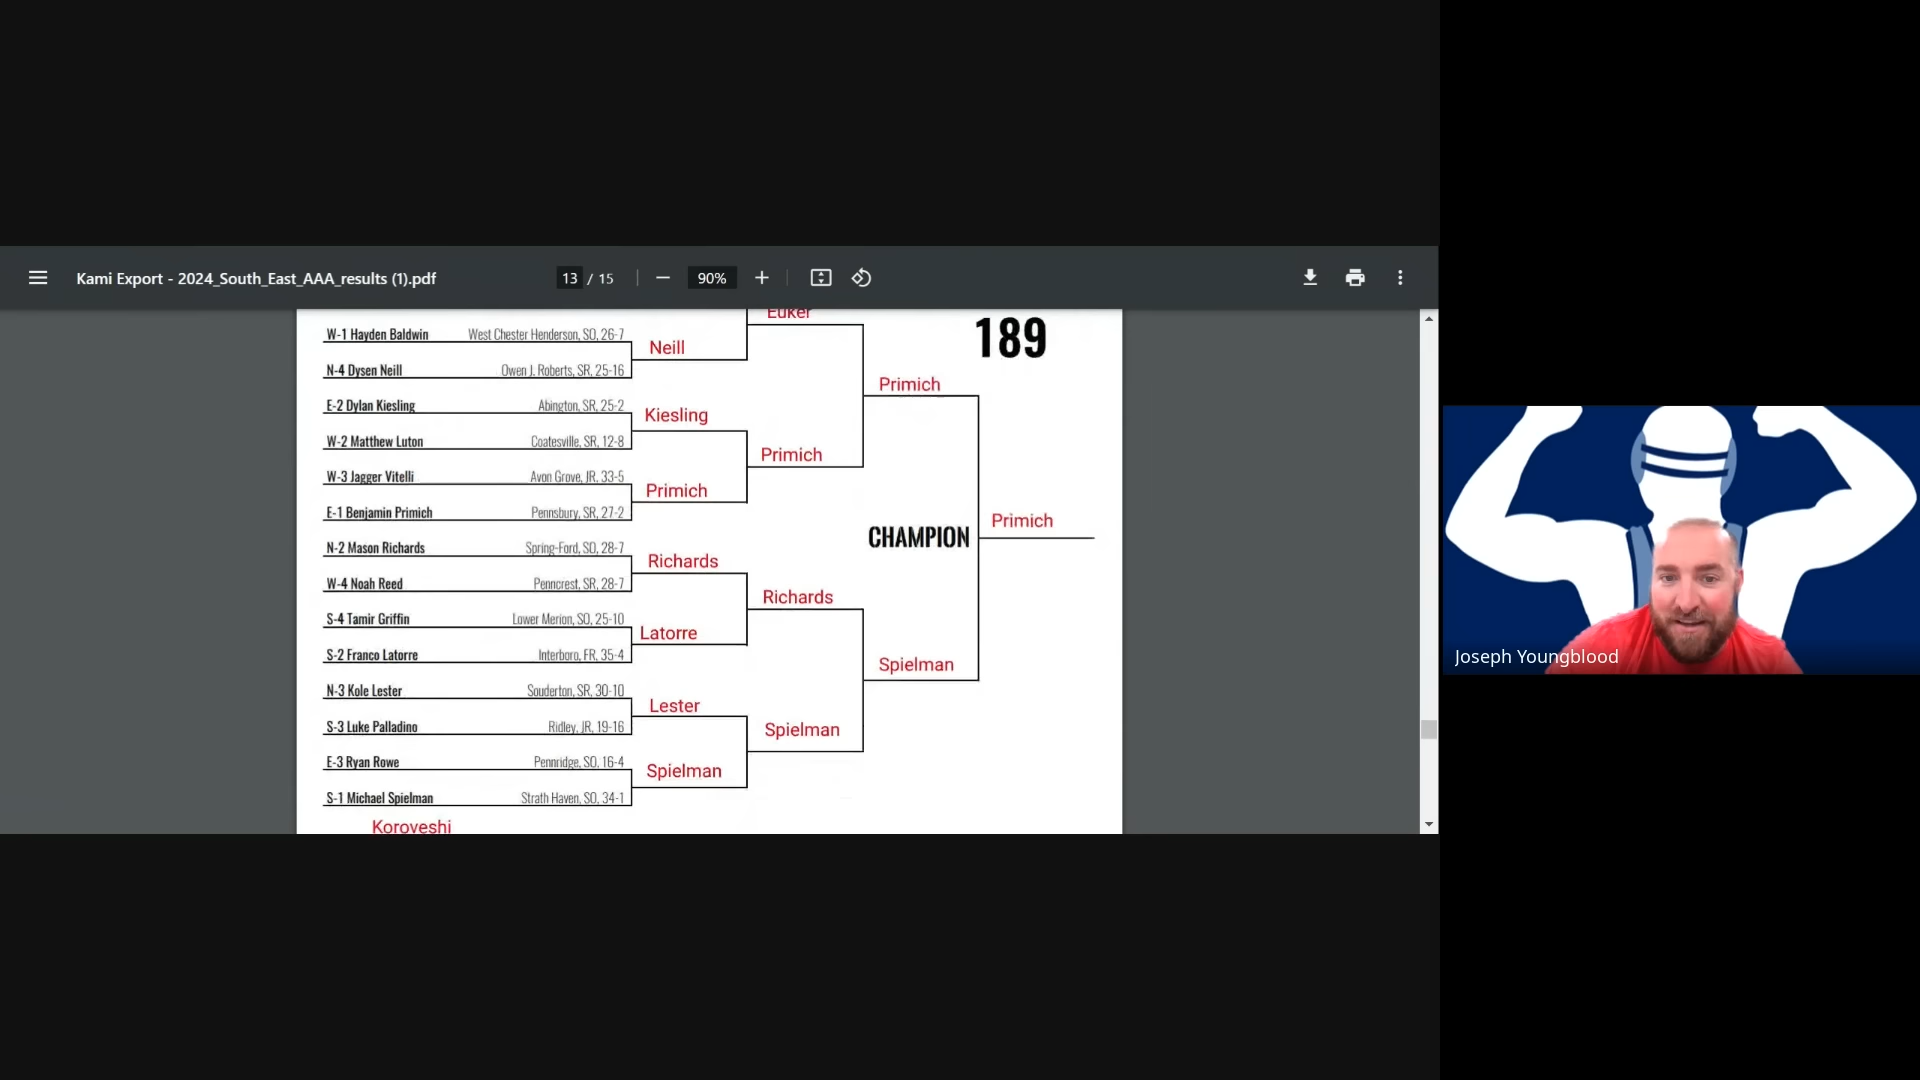 Kami Export - 2024_South_East_AAA_results (1).pdf
13 / 15
90%
Euker
189
W-1 Hayden Baldwin West Chester Henderson, SO, 26-7
Neill
N-4 Dysen Neill Owen J. Roberts, SR, 25-16
Primich
E-2 Dylan Kiesling Abington, SR, 25-2
Kiesling
W-2 Matthew Luton Coatesville, SR, 12-8
Primich
W-3 Jagger Vitelli Avon Grove, JR, 33-5
Primich
E-1 Benjamin Primich Pennsbury, SR, 27-2
Primich
CHAMPION
N-2 Mason Richards Spring-Ford, SO, 28-7
Richards
W-4 Noah Reed Penncrest, SR, 28-7
Richards
S-4 Tamir Griffin Lower Merion, SO, 25-10
Latorre
S-2 Franco Latorre Interboro, FR, 35-4
Spielman
N-3 Kole Lester Souderton, SR, 30-10
Lester
S-3 Luke Palladino Ridley, JR, 19-16
Spielman
E-3 Ryan Rowe Pennridge, SO, 16-4
Spielman
S-1 Michael Spielman Strath Haven, SO, 34-1
Koroveshi
Joseph Youngblood